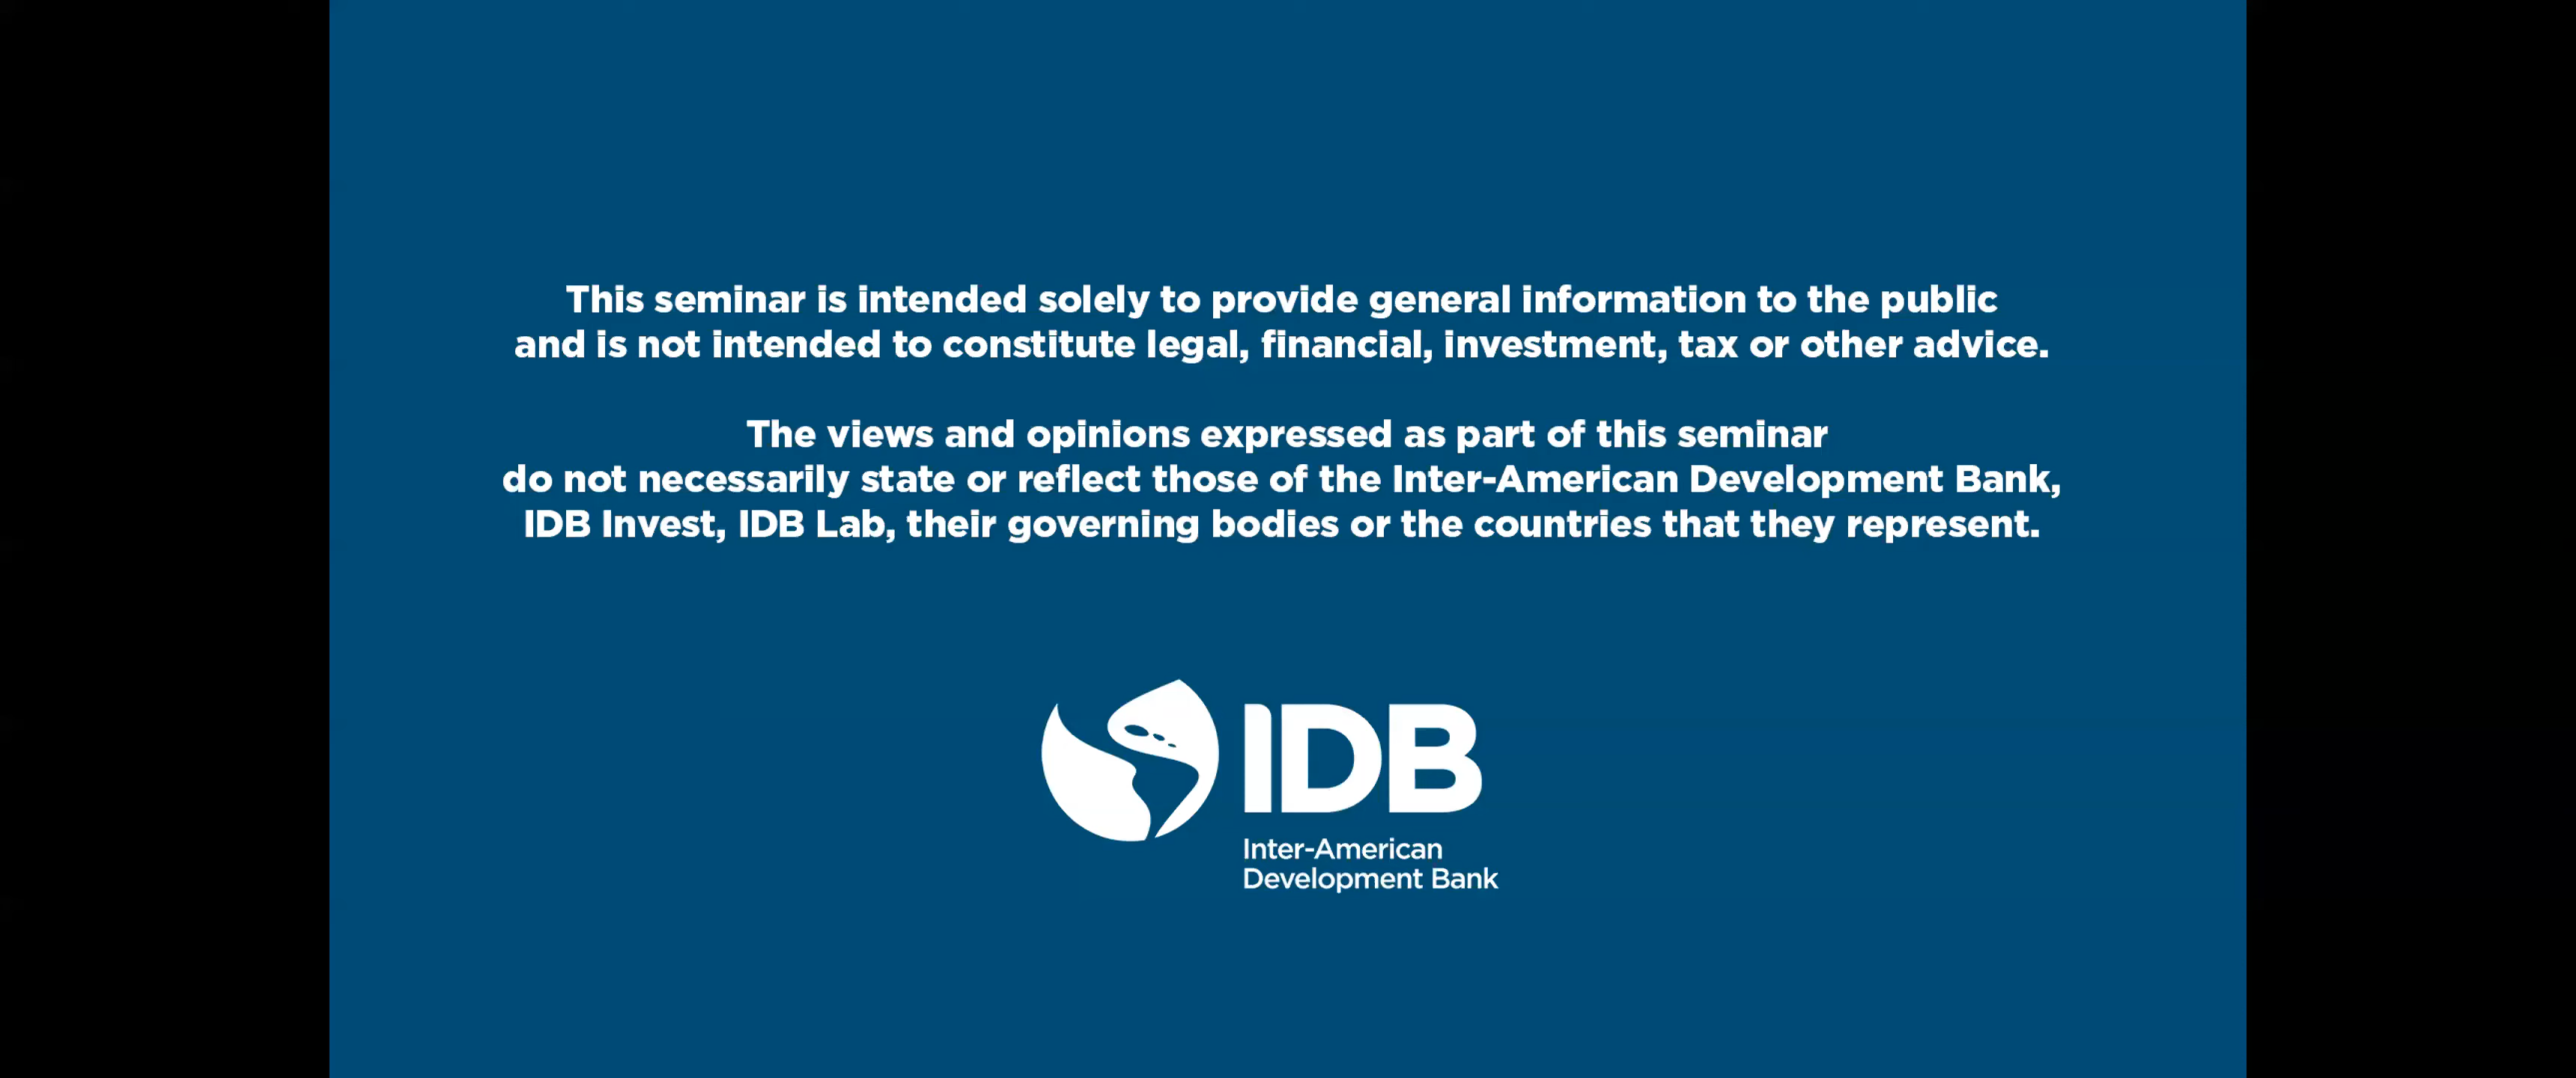 This seminar is intended solely to provide general information to the public
and is not intended to constitute legal, financial, investment, tax or other advice.
The views and opinions expressed as part of this seminar
do not necessarily state or reflect those of the Inter-American Development Bank,
IDB Invest, IDB Lab, their governing bodies or the countries that they represent.
IDB
Inter-American
Development Bank